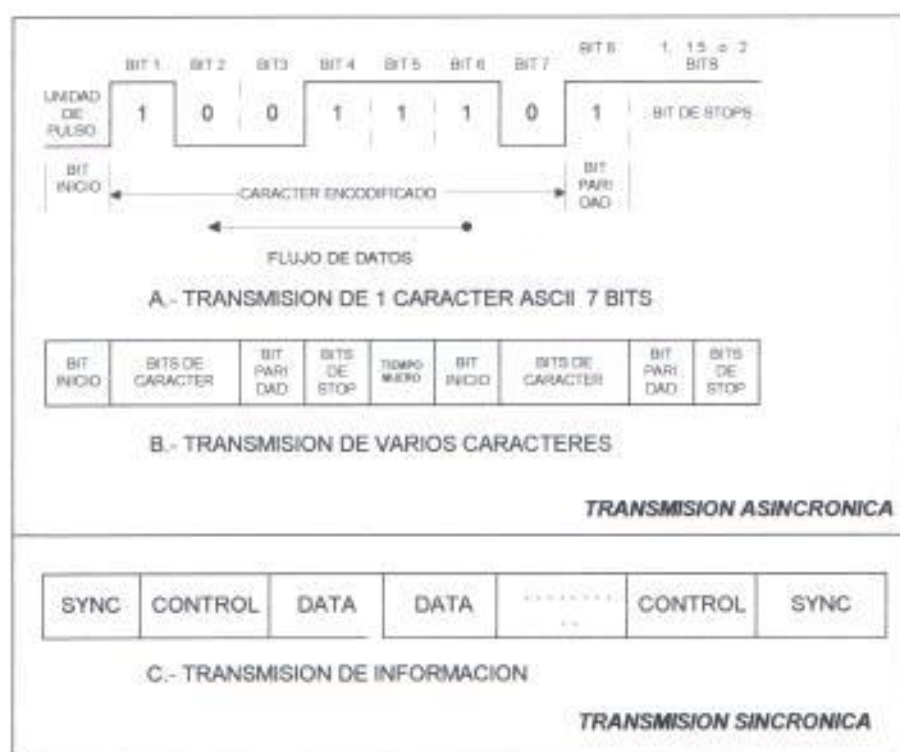 BIT 1 BIT 2 BIT3 BIT 4 BIT 5 BIT 6 BIT 7 BIT 8 1, 1.5 o 2
BITS
UNIDAD
DE
PULSO
1 0 0 1 1 1 0 1 BIT DE STOPS
BIT
INICIO
CARACTER ENCODIFICADO
BIT
PARI
DAD
FLUJO DE DATOS
A.- TRANSMISION DE 1 CARACTER ASCII 7 BITS
BIT
INICIO
BITS DE
CARACTER
BIT
PARI
DAD
BITS
DE
STOP
TIEMPO
MUERTO
BIT
INICIO
BITS DE
CARACTER
BIT
PARI
DAD
BITS
DE
STOP
B.- TRANSMISION DE VARIOS CARACTERES
TRANSMISION ASINCRONICA
SYNC CONTROL DATA DATA .......... CONTROL SYNC
C.- TRANSMISION DE INFORMACION
TRANSMISION SINCRONICA